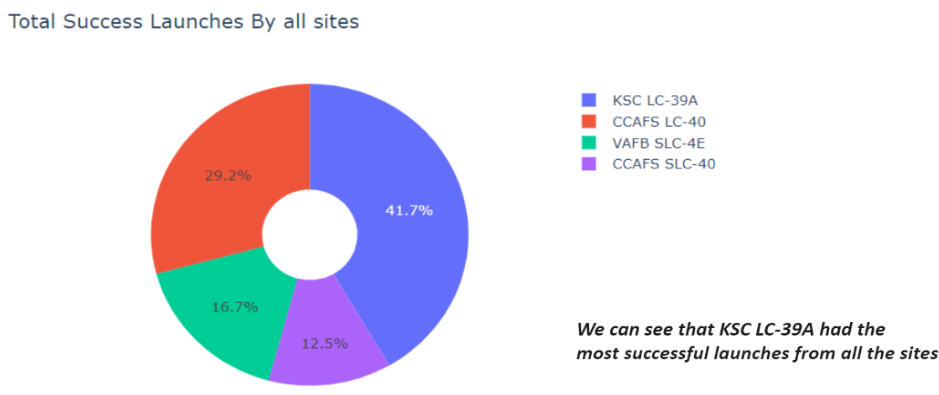 Total Success Launches By all sites
KSC LC-39A
CCAFS LC-40
VAFB SLC-4E
CCAFS SLC-40
29.2%
41.7%
16.7%
12.5%
We can see that KSC LC-39A had the
most successful launches from all the sites